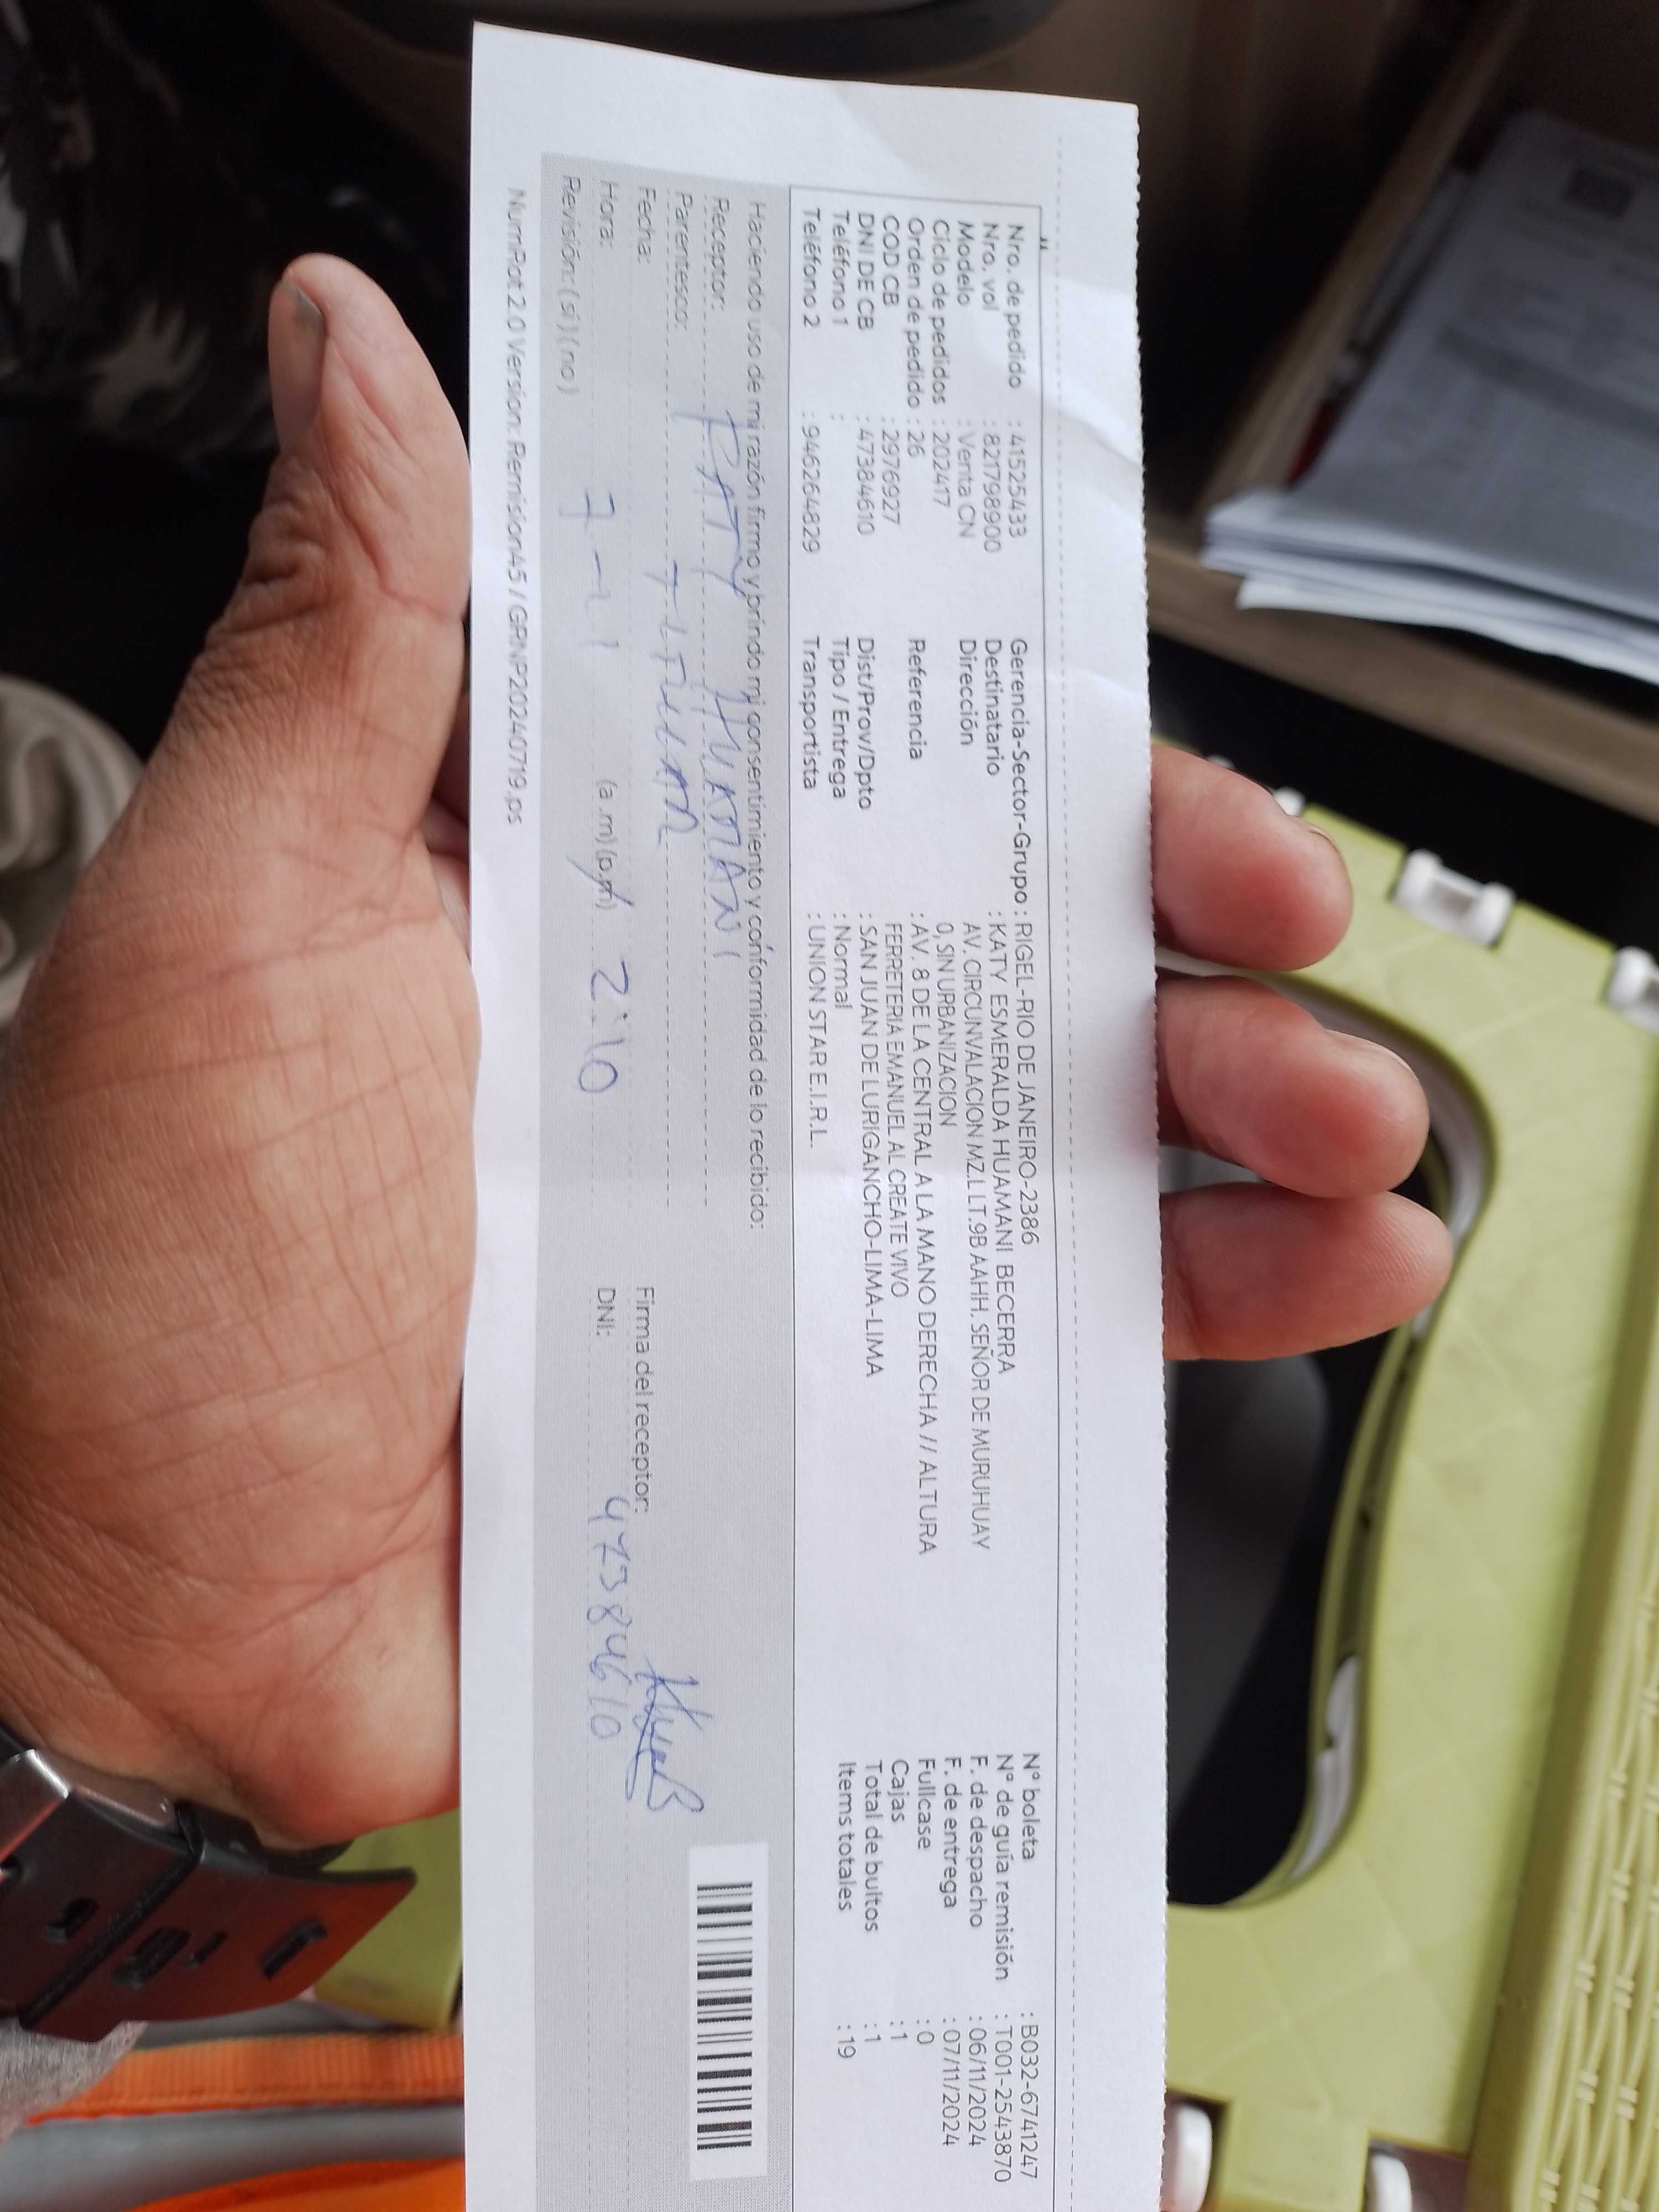 Nro. de pedido : 41525433
Nro. vol : 821798900
Modelo : Venta CN
Ciclo de pedidos : 202417
Orden de pedido : 26
COD CB : 2976927
DNI DE CB : 47384610
Teléfono 1 :
Teléfono 2 : 946264829
Gerencia-Sector-Grupo : RIGEL-RIO DE JANEIRO-2386
Destinatario : KATY ESMERALDA HUAMANI BECERRA
Dirección AV. CIRCUNVALACION MZ.L LT.9B AAHH. SEÑOR DE MURUHUAY
0, SIN URBANIZACION
Referencia : AV. 8 DE LA CENTRAL A LA MANO DERECHA // ALTURA
FERRETERIA EMANUEL AL CREATE VIVO
Dist/Prov/Dpto : SAN JUAN DE LURIGANCHO-LIMA-LIMA
Tipo / Entrega : Normal
Transportista : UNION STAR E.I.R.L.
N° boleta : B032-6741247
N° de guía remisión : T001-2543870
F. de despacho : 06/11/2024
F. de entrega : 07/11/2024
Fullcase : 0
Cajas : 1
Total de bultos : 1
Items totales : 19
Haciendo uso de mi razón firmo y brindo mi consentimiento y conformidad de lo recibido:
Receptor: KATY HUAMANI
Parentesco: TITULAR
Fecha: 7-11
Hora: (a.m)(p.m) 2:10
Revisión: (si) (no)
Firma del receptor:
DNI: 47384610
NumPat 2.0 Version: Remision45 / GRNP20240719.ps